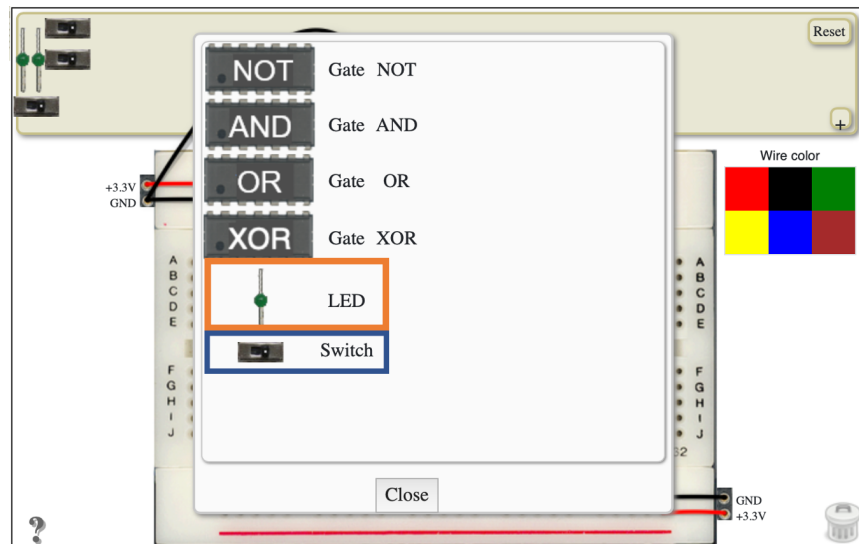 Reset
+
NOT Gate NOT
AND Gate AND
OR Gate OR
XOR Gate XOR
LED
Switch
Close
Wire color
+3.3V
GND
A
B
C
D
E
F
G
H
I
J
A
B
C
D
E
F
G
H
I
J
32
GND
+3.3V
?